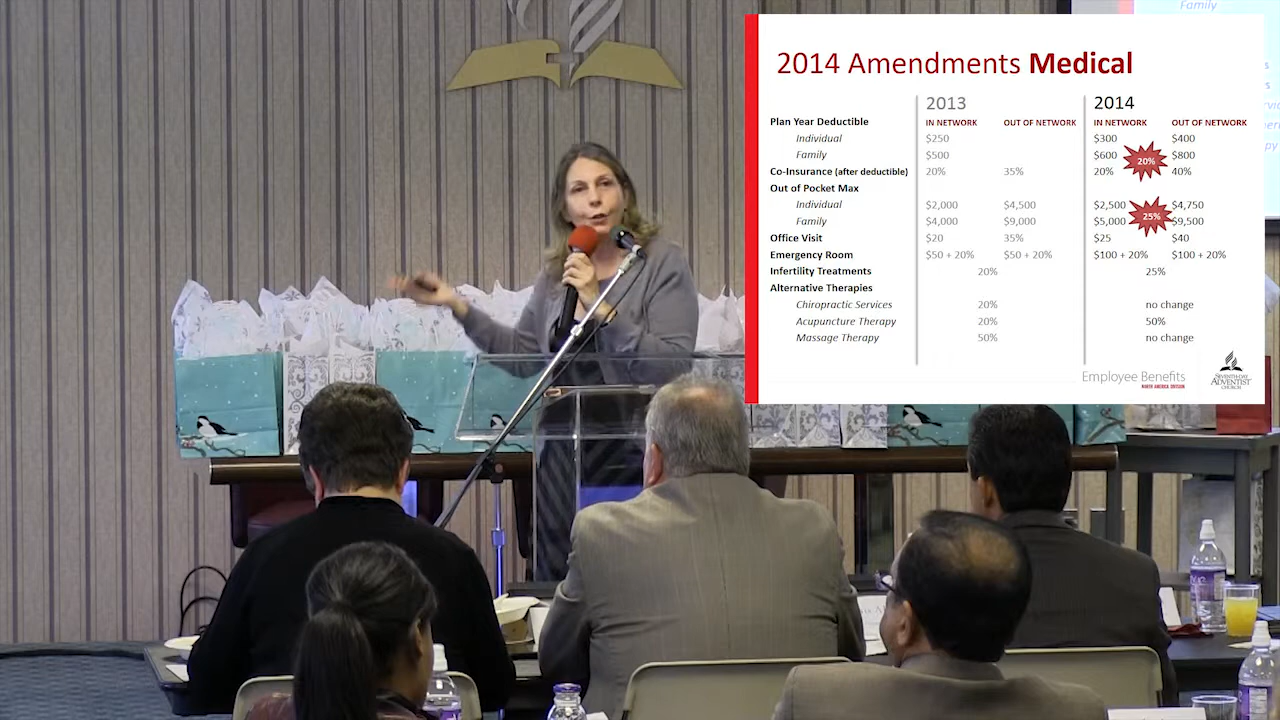 Family
2014 Amendments Medical
2013 2014
Plan Year Deductible IN NETWORK OUT OF NETWORK IN NETWORK OUT OF NETWORK
Individual $250 $300 $400
Family $500 $600 20% $800
Co-Insurance (after deductible) 20% 35% 20% 40%
Out of Pocket Max
Individual $2,000 $4,500 $2,500 $4,750
Family $4,000 $9,000 $5,000 25% $9,500
Office Visit $20 35% $25 $40
Emergency Room $50 + 20% $50 + 20% $100 + 20% $100 + 20%
Infertility Treatments 20% 25%
Alternative Therapies
Chiropractic Services 20% no change
Acupuncture Therapy 20% 50%
Massage Therapy 50% no change
Employee Benefits
NORTH AMERICA DIVISION
SEVENTH-DAY
ADVENTIST
CHURCH